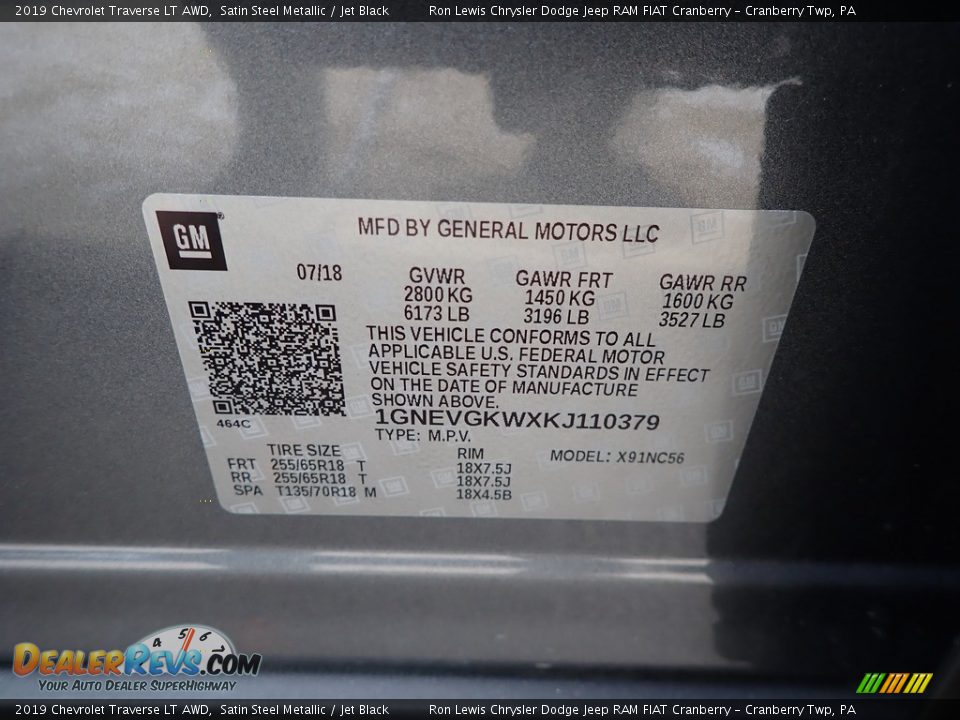 2019 Chevrolet Traverse LT AWD, Satin Steel Metallic / Jet Black Ron Lewis Chrysler Dodge Jeep RAM FIAT Cranberry - Cranberry Twp, PA
GM®
MFD BY GENERAL MOTORS LLC
07/18 GVWR GAWR FRT GAWR RR
2800 KG 1450 KG 1600 KG
6173 LB 3196 LB 3527 LB
THIS VEHICLE CONFORMS TO ALL
APPLICABLE U.S. FEDERAL MOTOR
VEHICLE SAFETY STANDARDS IN EFFECT
ON THE DATE OF MANUFACTURE
SHOWN ABOVE.
464C
1GNEVGKWXKJ110379
TYPE: M.P.V.
TIRE SIZE RIM MODEL: X91NC56
FRT 255/65R18 T 18X7.5J
RR 255/65R18 T 18X7.5J
SPA T135/70R18 M 18X4.5B
4 5 6
DEALERREVS.COM
YOUR AUTO DEALER SUPERHIGHWAY
2019 Chevrolet Traverse LT AWD, Satin Steel Metallic / Jet Black Ron Lewis Chrysler Dodge Jeep RAM FIAT Cranberry - Cranberry Twp, PA